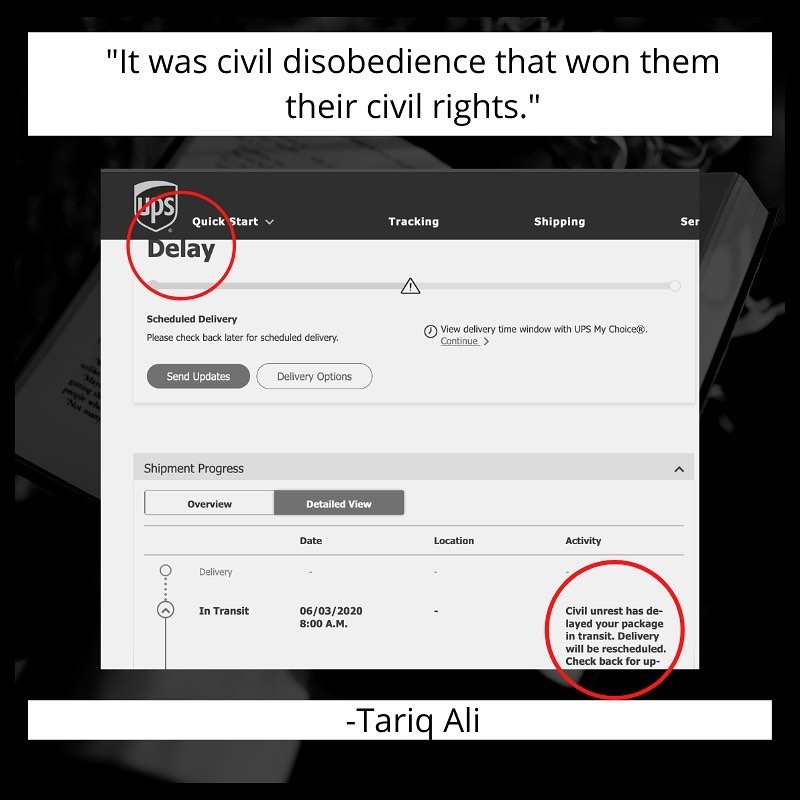 "It was civil disobedience that won them
their civil rights."
ups
Quick Start Tracking Shipping Ser
Delay
Scheduled Delivery
Please check back later for scheduled delivery.
View delivery time window with UPS My Choice®.
Continue
Send Updates Delivery Options
Shipment Progress
Overview Detailed View
Date Location Activity
Delivery - - -
In Transit 06/03/2020 - Civil unrest has de-
8:00 A.M. layed your package
in transit. Delivery
will be rescheduled.
Check back for up-
-Tariq Ali